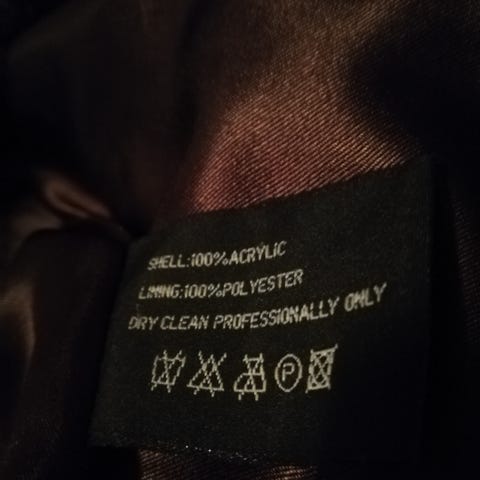 SHELL:100%ACRYLIC
LINING:100%POLYESTER
DRY CLEAN PROFESSIONALLY ONLY
P